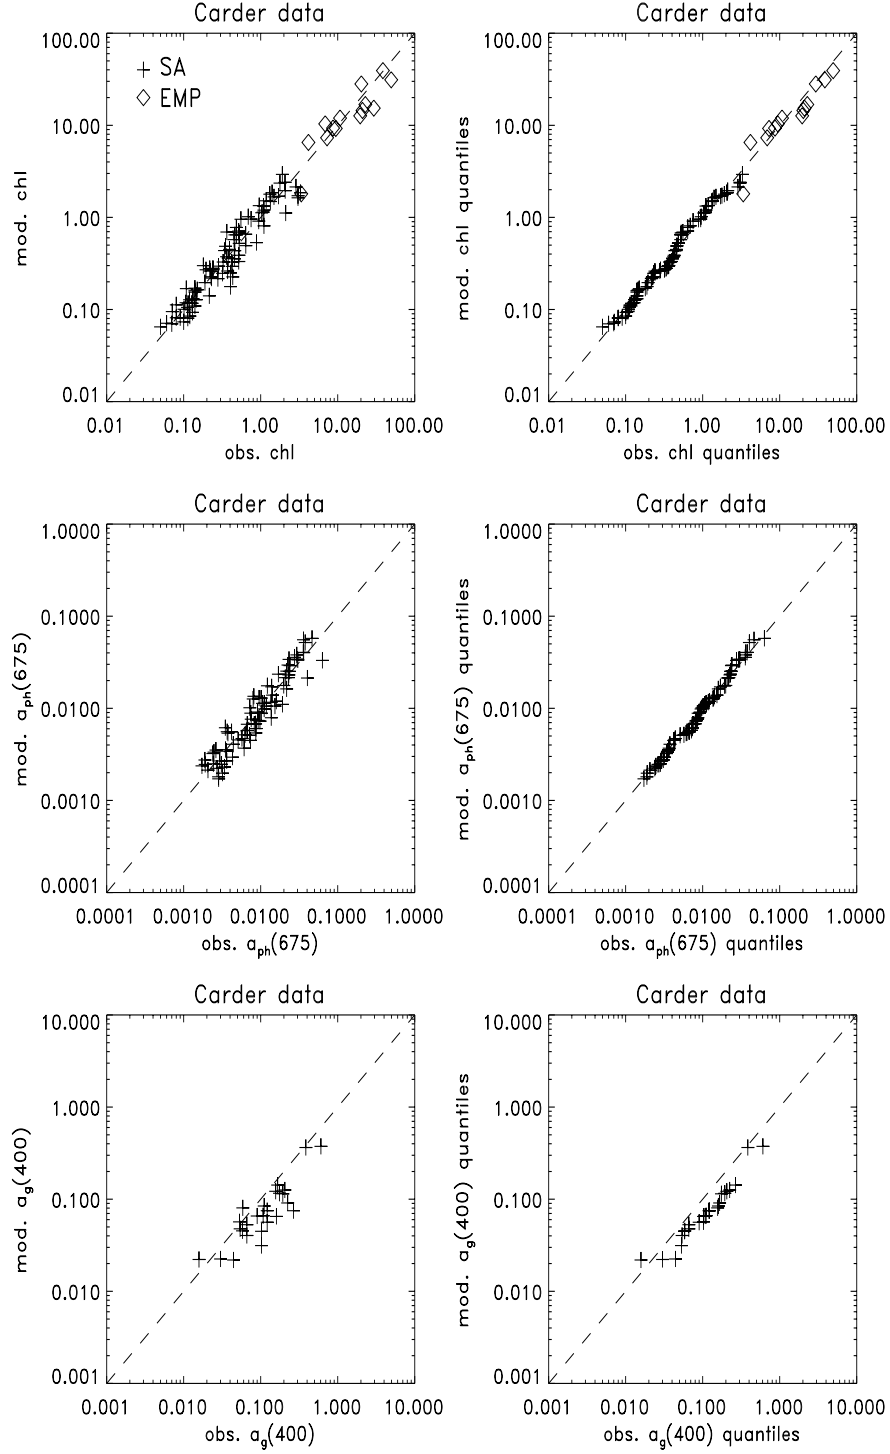 Carder data
Carder data
100.00
10.00
1.00
0.10
0.01
mod. chl
+ SA
◇ EMP
0.01 0.10 1.00 10.00 100.00
obs. chl
100.00
10.00
1.00
0.10
0.01
mod. chl quantiles
0.01 0.10 1.00 10.00 100.00
obs. chl quantiles
Carder data
Carder data
1.0000
0.1000
0.0100
0.0010
0.0001
mod. aph(675)
0.0001 0.0010 0.0100 0.1000 1.0000
obs. aph(675)
1.0000
0.1000
0.0100
0.0010
0.0001
mod. aph(675) quantiles
0.0001 0.0010 0.0100 0.1000 1.0000
obs. aph(675) quantiles
Carder data
Carder data
10.000
1.000
0.100
0.010
0.001
mod. ag(400)
0.001 0.010 0.100 1.000 10.000
obs. ag(400)
10.000
1.000
0.100
0.010
0.001
mod. ag(400) quantiles
0.001 0.010 0.100 1.000 10.000
obs. ag(400) quantiles